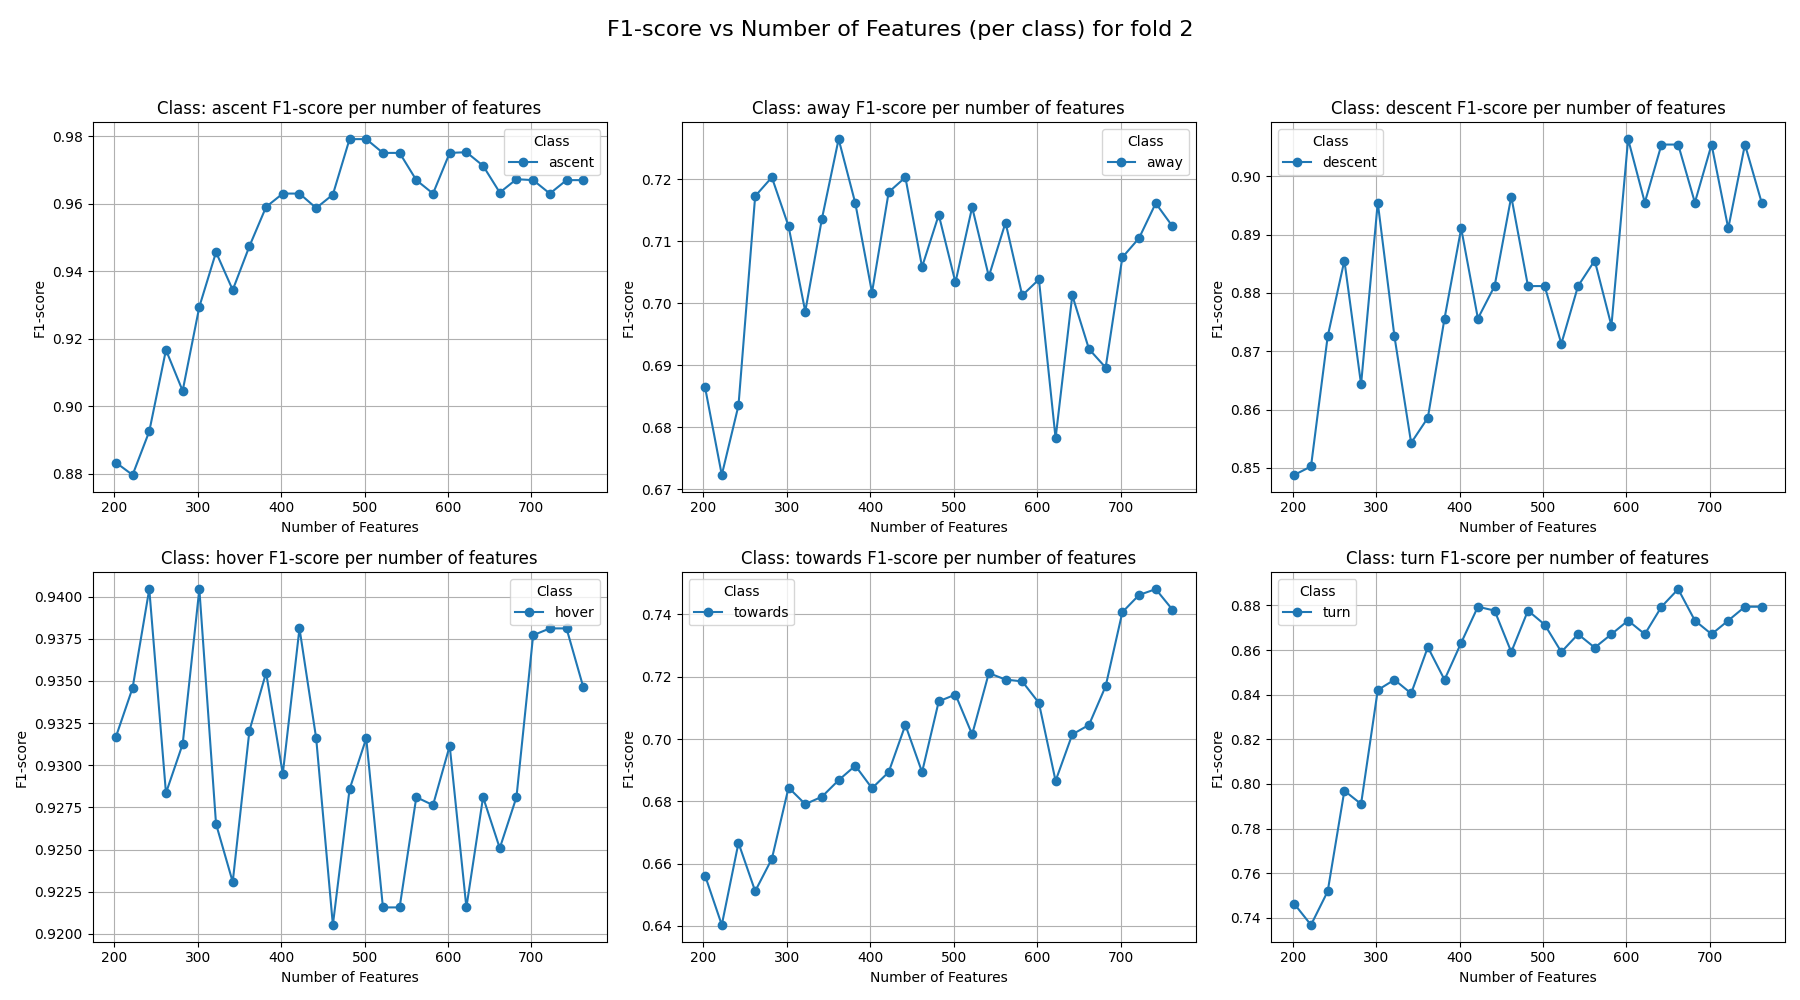 F1-score vs Number of Features (per class) for fold 2
Class: ascent F1-score per number of features
Class
ascent
F1-score
0.98
0.96
0.94
0.92
0.90
0.88
200 300 400 500 600 700
Number of Features
Class: away F1-score per number of features
Class
away
F1-score
0.72
0.71
0.70
0.69
0.68
0.67
200 300 400 500 600 700
Number of Features
Class: descent F1-score per number of features
Class
descent
F1-score
0.90
0.89
0.88
0.87
0.86
0.85
200 300 400 500 600 700
Number of Features
Class: hover F1-score per number of features
Class
hover
F1-score
0.9400
0.9375
0.9350
0.9325
0.9300
0.9275
0.9250
0.9225
0.9200
200 300 400 500 600 700
Number of Features
Class: towards F1-score per number of features
Class
towards
F1-score
0.74
0.72
0.70
0.68
0.66
0.64
200 300 400 500 600 700
Number of Features
Class: turn F1-score per number of features
Class
turn
F1-score
0.88
0.86
0.84
0.82
0.80
0.78
0.76
0.74
200 300 400 500 600 700
Number of Features